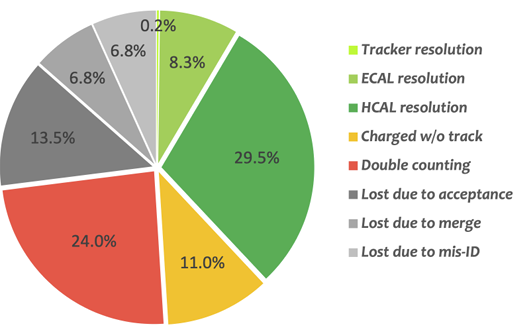 0.2%
8.3%
29.5%
11.0%
24.0%
13.5%
6.8%
6.8%
Tracker resolution
ECAL resolution
HCAL resolution
Charged w/o track
Double counting
Lost due to acceptance
Lost due to merge
Lost due to mis-ID